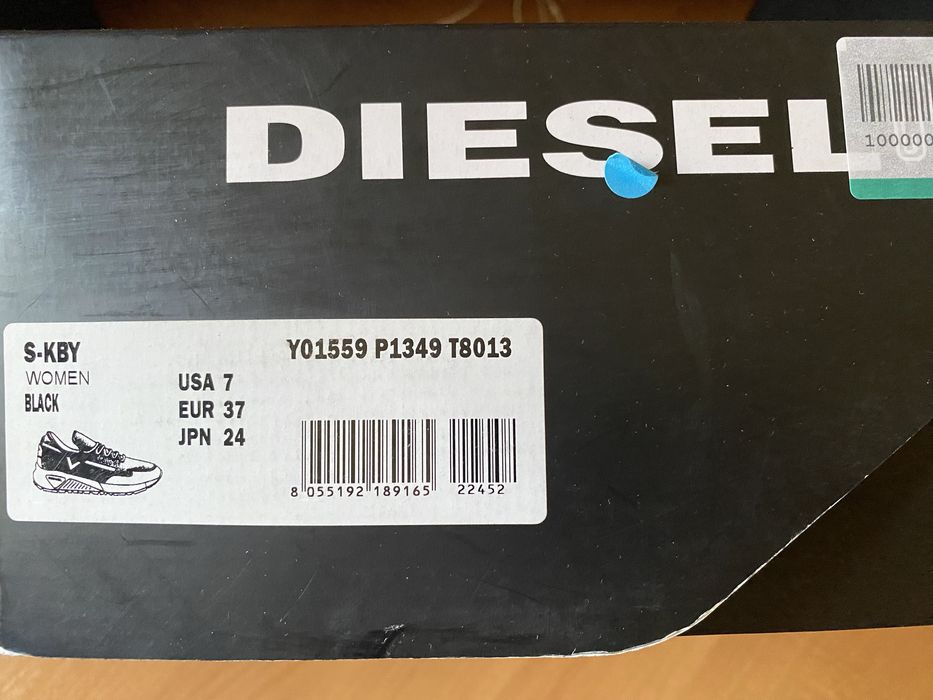 DIESEL
100000
S-KBY
WOMEN
BLACK
Y01559 P1349 T8013
USA 7
EUR 37
JPN 24
8 055192 189165
22452